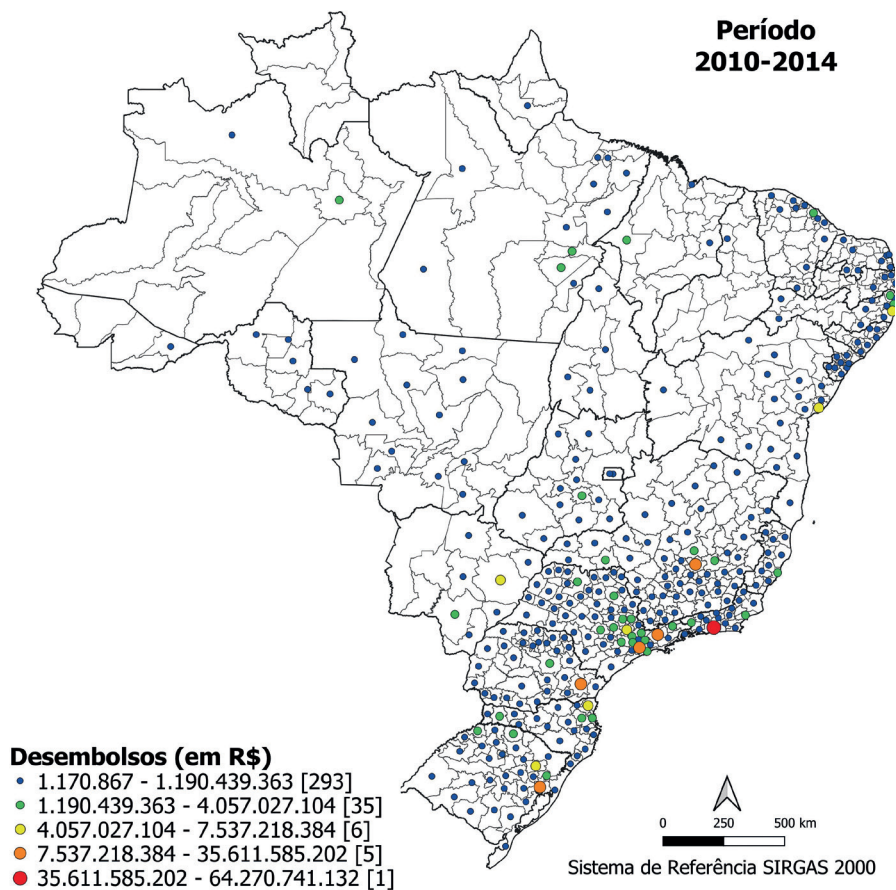 Período
2010-2014
Desembolsos (em R$)
1.170.867 - 1.190.439.363 [293]
1.190.439.363 - 4.057.027.104 [35]
4.057.027.104 - 7.537.218.384 [6]
7.537.218.384 - 35.611.585.202 [5]
35.611.585.202 - 64.270.741.132 [1]
0 250 500 km
Sistema de Referência SIRGAS 2000